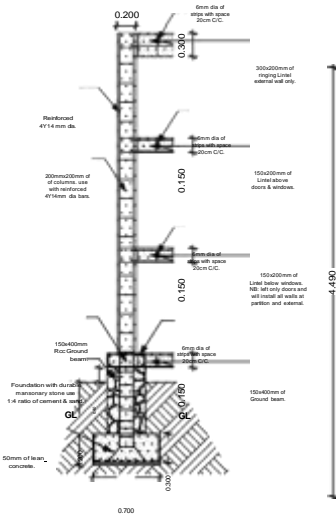 0.200
6mm dia of
strips with space
20cm C/C.
0.300
300x200mm of
ringing Lintel
external wall only.
Reinforced
4Y14 mm dia.
6mm dia of
strips with space
20cm C/C.
200mmx200mm of
of columns. use
with reinforced
4Y14mm dia bars.
0.150
150x200mm of
Lintel above
doors & windows.
4.490
6mm dia of
strips with space
20cm C/C.
0.150
150x200mm of
Lintel below windows.
NB: left only doors and
will install all walls at
partition and external.
150x400mm
R.c.c Ground
beam
6mm dia of
strips with space
20cm C/C.
Foundation with durable
mansonary stone use
1:4 ratio of cement & sand
0.150
150x400mm of
Ground beam.
GL
GL
50mm of lean
concrete.
0.300
0.700